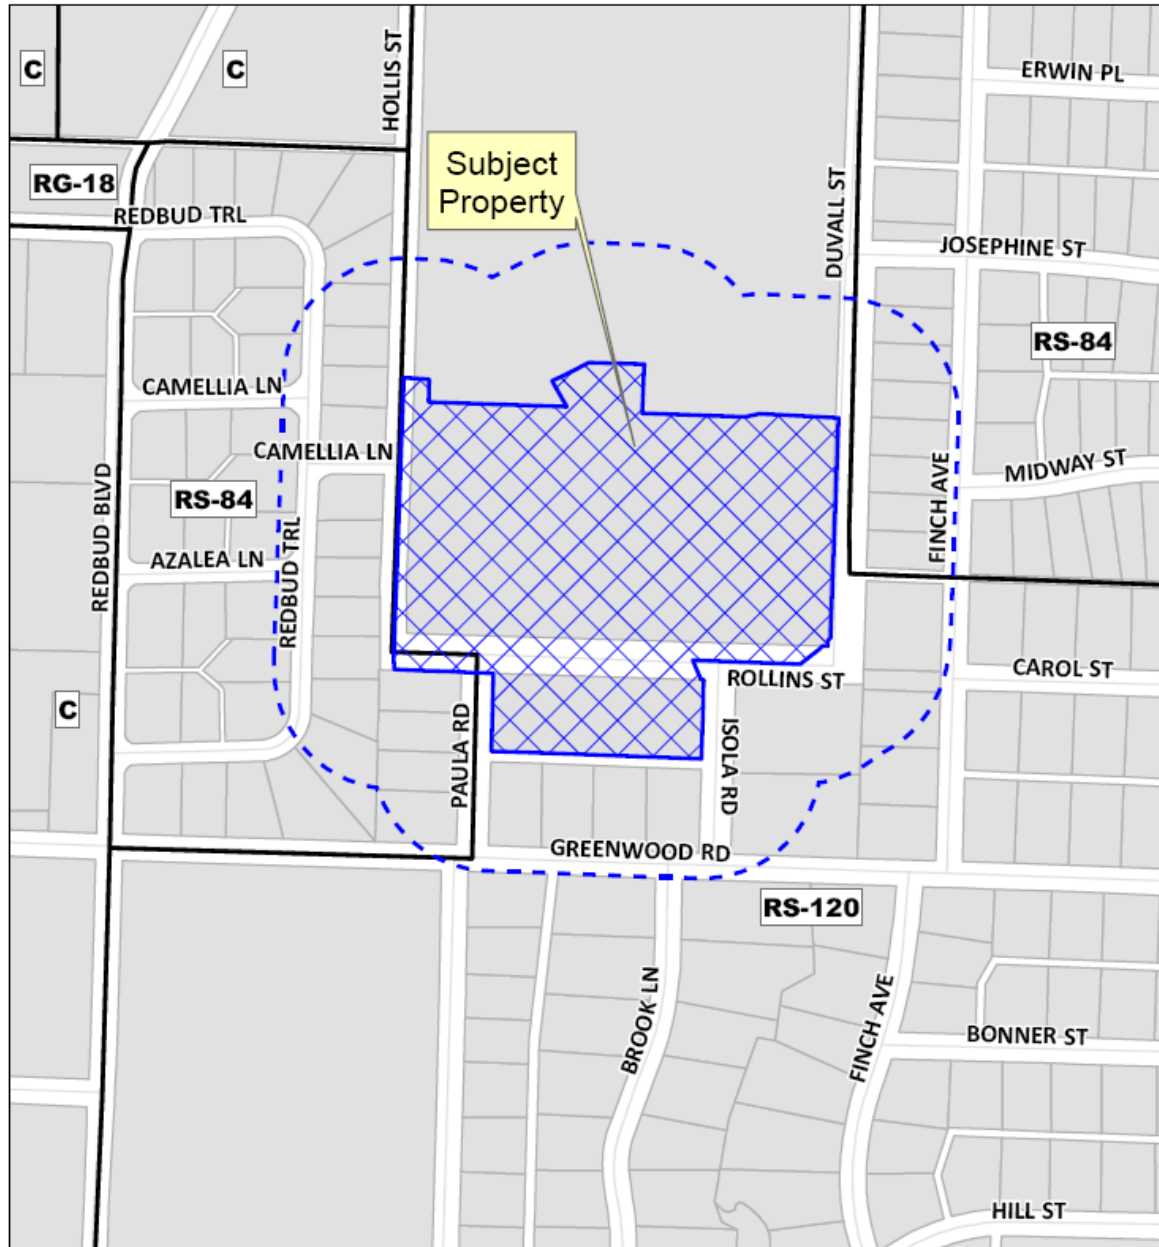 C
C
HOLLIS ST
ERWIN PL
Subject
Property
RG-18
REDBUD TRL
DUVALL ST
JOSEPHINE ST
RS-84
CAMELLIA LN
CAMELLIA LN
MIDWAY ST
FINCH AVE
REDBUD BLVD
RS-84
AZALEA LN
REDBUD TRL
CAROL ST
ROLLINS ST
C
PAULA RD
ISOLA RD
GREENWOOD RD
RS-120
BROOK LN
FINCH AVE
BONNER ST
HILL ST